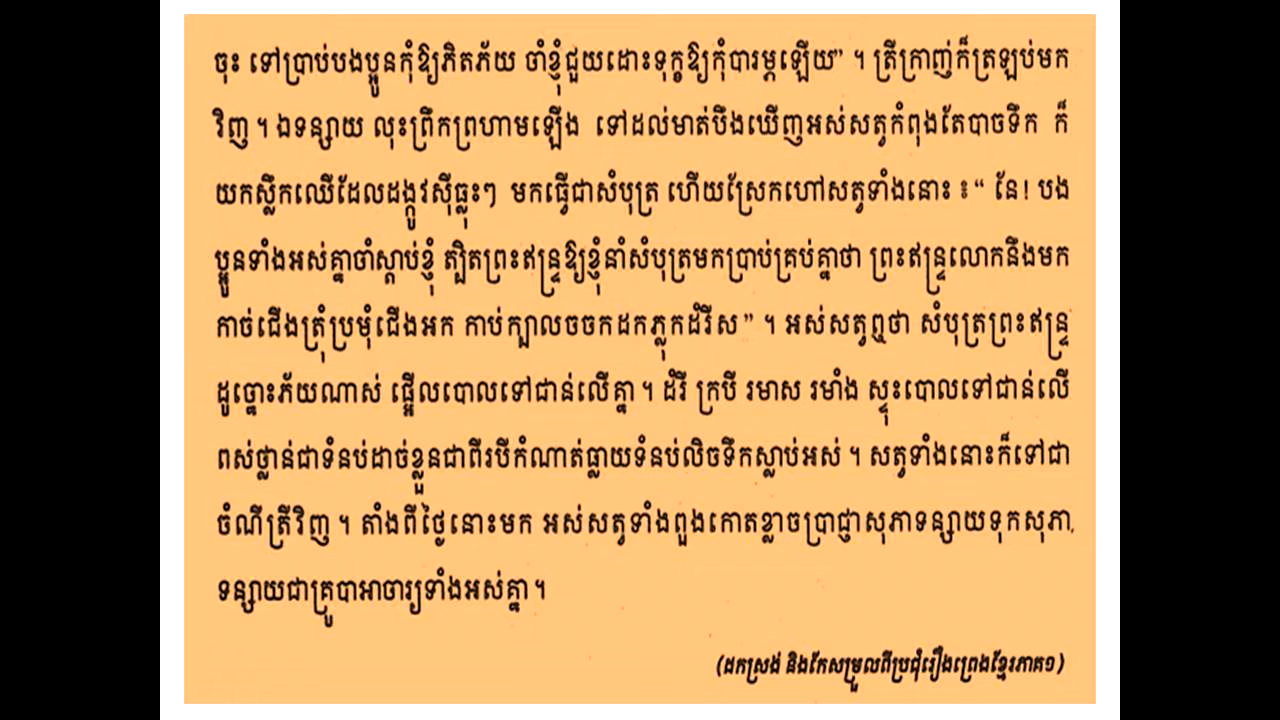 ចុះ ទៅប្រាប់បងប្អូនកុំឱ្យភិតភ័យ ចាំខ្ញុំជួយដោះទុក្ខឱ្យកុំបារម្ភឡើយ” ។ ត្រីក្រាញ់ក៏ត្រឡប់មក
វិញ ។ ឯទន្សាយ លុះព្រឹកព្រហាមឡើង ទៅដល់មាត់បឹងឃើញអស់សត្វកំពុងតែបាចទឹក ក៏
យកស្លឹកឈើដែលដង្កូវស៊ីធ្លុះៗ មកធ្វើជាសំបុត្រ ហើយស្រែកហៅសត្វទាំងនោះ ៖“ នែ! បង
ប្អូនទាំងអស់គ្នាចាំស្តាប់ខ្ញុំ ត្បិតព្រះឥន្ទ្រឱ្យខ្ញុំនាំសំបុត្រមកប្រាប់គ្រប់គ្នាថា ព្រះឥន្ទ្រលោកនឹងមក
កាច់ជើងត្រុំប្រមុំជើងអក កាប់ក្បាលចចកដកភ្លុកដំរីស” ។ អស់សត្វឮថា សំបុត្រព្រះឥន្ទ្រ
ដូច្នោះភ័យណាស់ ផ្អើលបោលទៅជាន់លើគ្នា ។ ដំរី ក្របី រមាស រមាំង ស្ទុះបោលទៅជាន់លើ
ពស់ថ្លាន់ជាទំនប់ដាច់ខ្លួនជាពីរបីកំណាត់ធ្លាយទំនប់លិចទឹកស្លាប់អស់ ។ សត្វទាំងនោះក៏ទៅជា
ចំណីត្រីវិញ ។ តាំងពីថ្ងៃនោះមក អស់សត្វទាំងពួងកោតខ្លាចប្រាជ្ញាសុភាទន្សាយទុកសុភា,
ទន្សាយជាគ្រូបាអាចារ្យទាំងអស់គ្នា ។
(ដកស្រង់ និងកែសម្រួលពីប្រជុំរឿងព្រេងខ្មែរភាគ១)